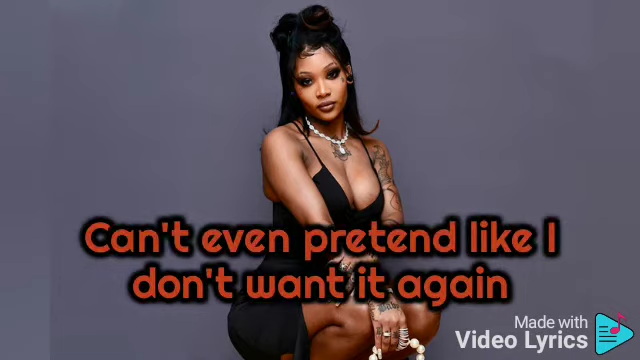 Can't even pretend like I
don't want it again
Made with
Video Lyrics